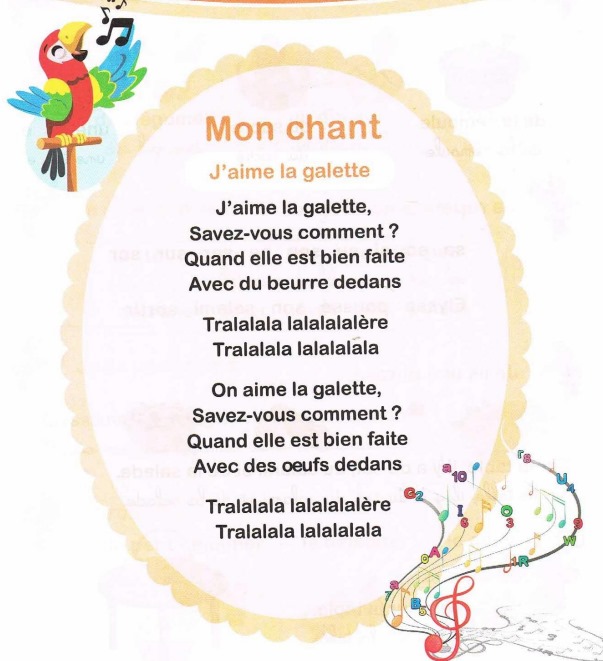 Mon chant
J'aime la galette
J'aime la galette,
Savez-vous comment ?
Quand elle est bien faite
Avec du beurre dedans
Tralalala lalalalalère
Tralalala lalalalala
On aime la galette,
Savez-vous comment ?
Quand elle est bien faite
Avec des œufs dedans
Tralalala lalalalalère
Tralalala lalalalala